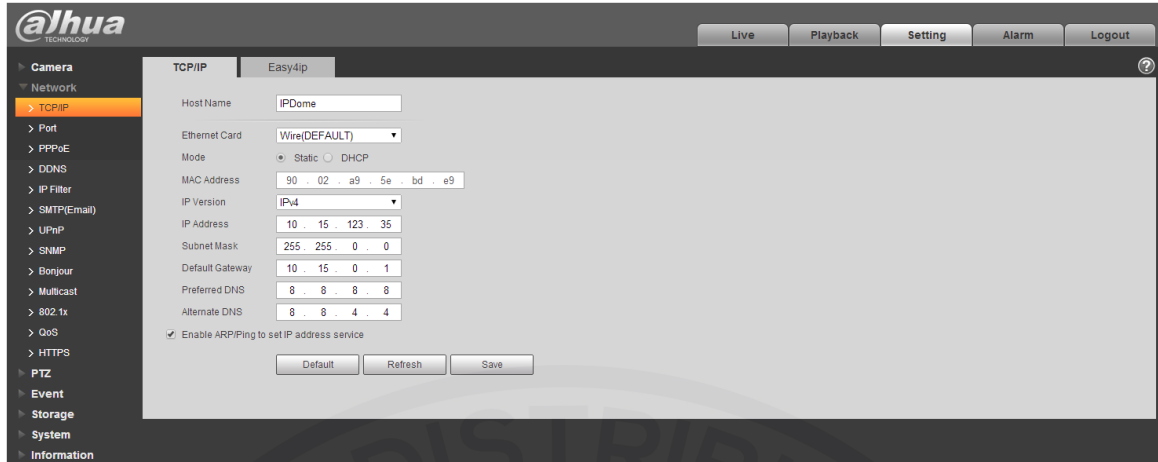 alhua
TECHNOLOGY
Live Playback Setting Alarm Logout
Camera
Network
> TCP/IP
> Port
> PPPoE
> DDNS
> IP Filter
> SMTP(Email)
> UPnP
> SNMP
> Bonjour
> Multicast
> 802.1x
> QoS
> HTTPS
PTZ
Event
Storage
System
Information
TCP/IP Easy4ip
?
Host Name IPDome
Ethernet Card Wire(DEFAULT)
Mode Static DHCP
MAC Address 90 . 02 . a9 . 5e . bd . e9
IP Version IPv4
IP Address 10 . 15 . 123 . 35
Subnet Mask 255 . 255 . 0 . 0
Default Gateway 10 . 15 . 0 . 1
Preferred DNS 8 . 8 . 8 . 8
Alternate DNS 8 . 8 . 4 . 4
Enable ARP/Ping to set IP address service
Default Refresh Save